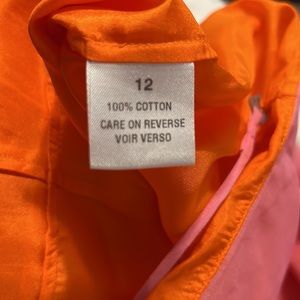 12
100% COTTON
CARE ON REVERSE
VOIR VERSO